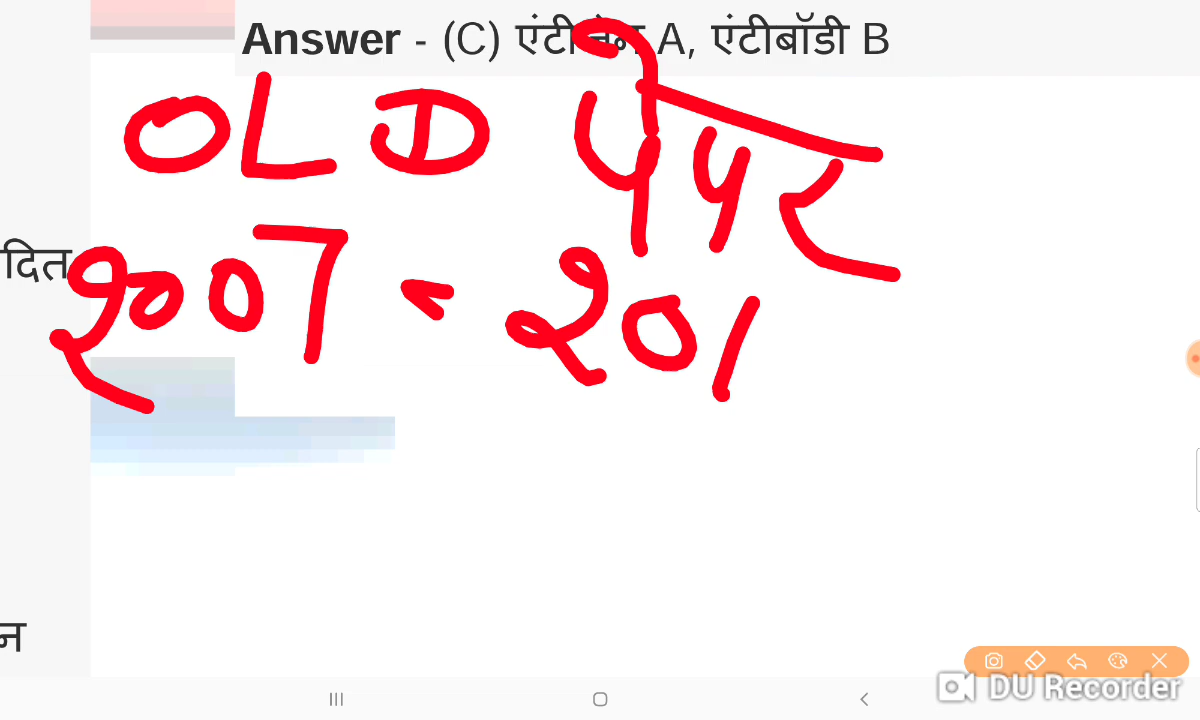 Answer - (C) एंटीजेन A, एंटीबॉडी B
OLD पेपर
दित
२००7 - २०1
न
DU Recorder